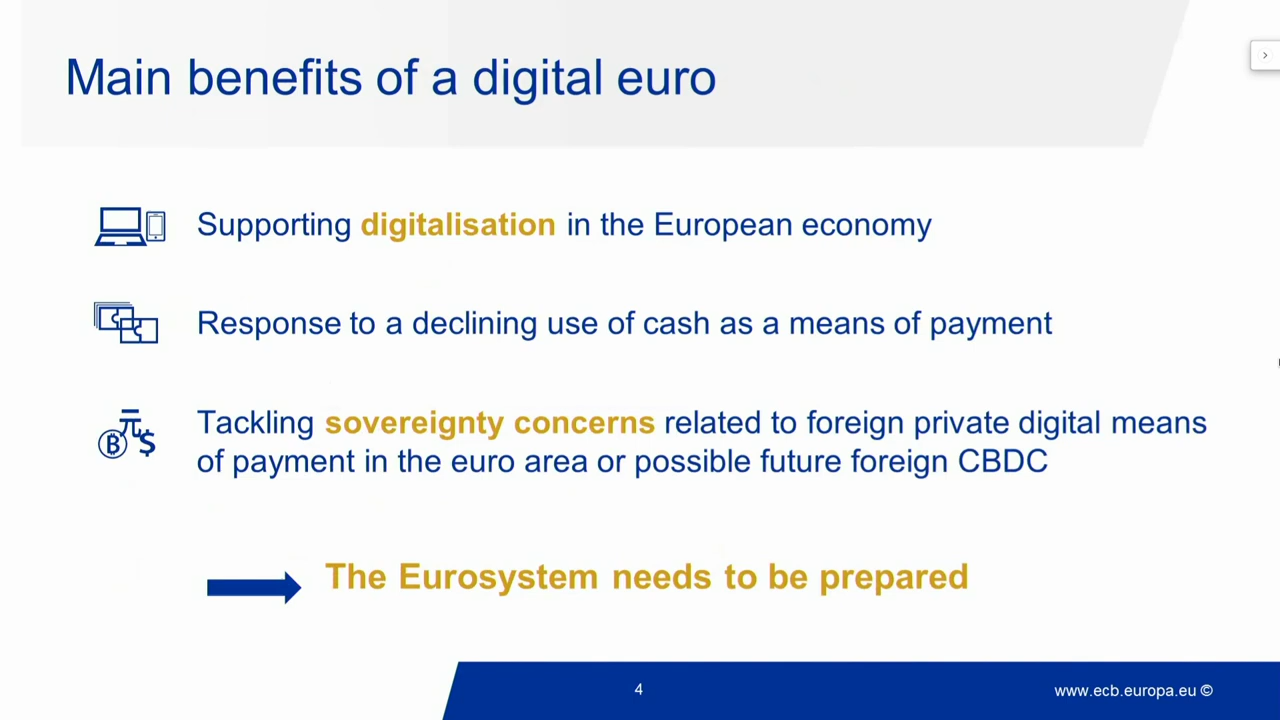 Main benefits of a digital euro
Supporting digitalisation in the European economy
Response to a declining use of cash as a means of payment
Tackling sovereignty concerns related to foreign private digital means
of payment in the euro area or possible future foreign CBDC
The Eurosystem needs to be prepared
4
www.ecb.europa.eu ©